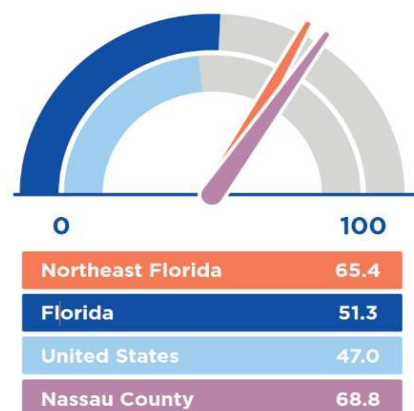 0 100
Northeast Florida 65.4
Florida 51.3
United States 47.0
Nassau County 68.8